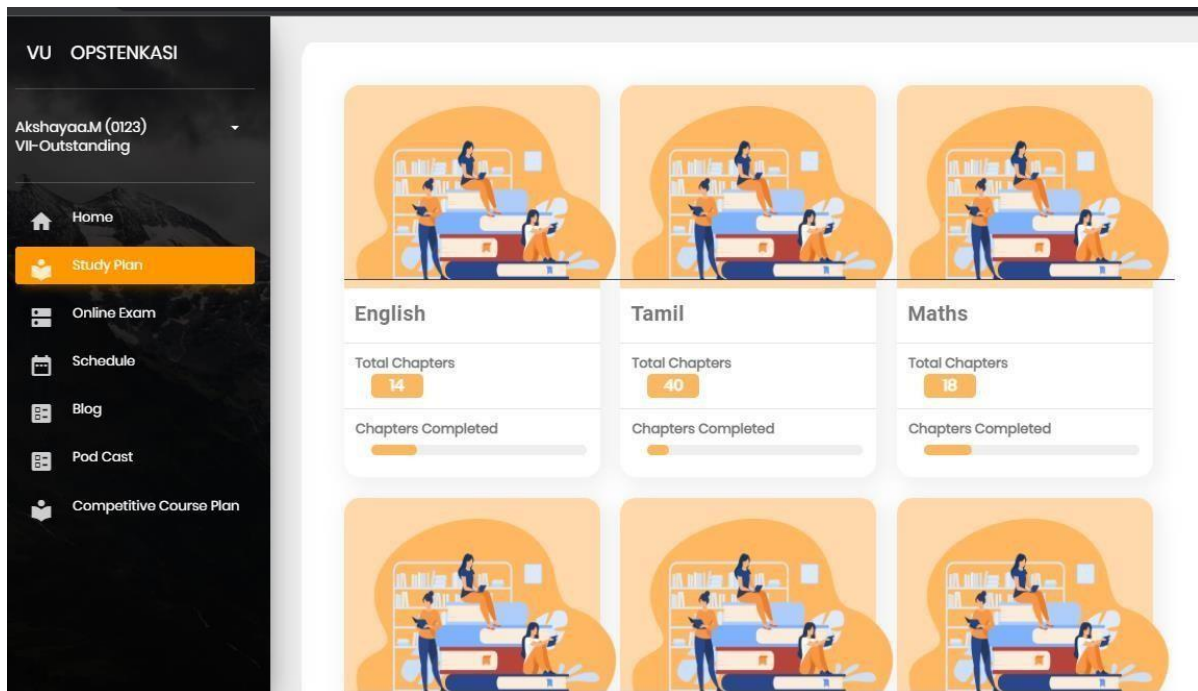 VU OPSTENKASI
Akshayaa.M (0123)
VII-Outstanding
Home
Study Plan
Online Exam
Schedule
Blog
Pod Cast
Competitive Course Plan
English
Total Chapters
14
Chapters Completed
Tamil
Total Chapters
40
Chapters Completed
Maths
Total Chapters
18
Chapters Completed